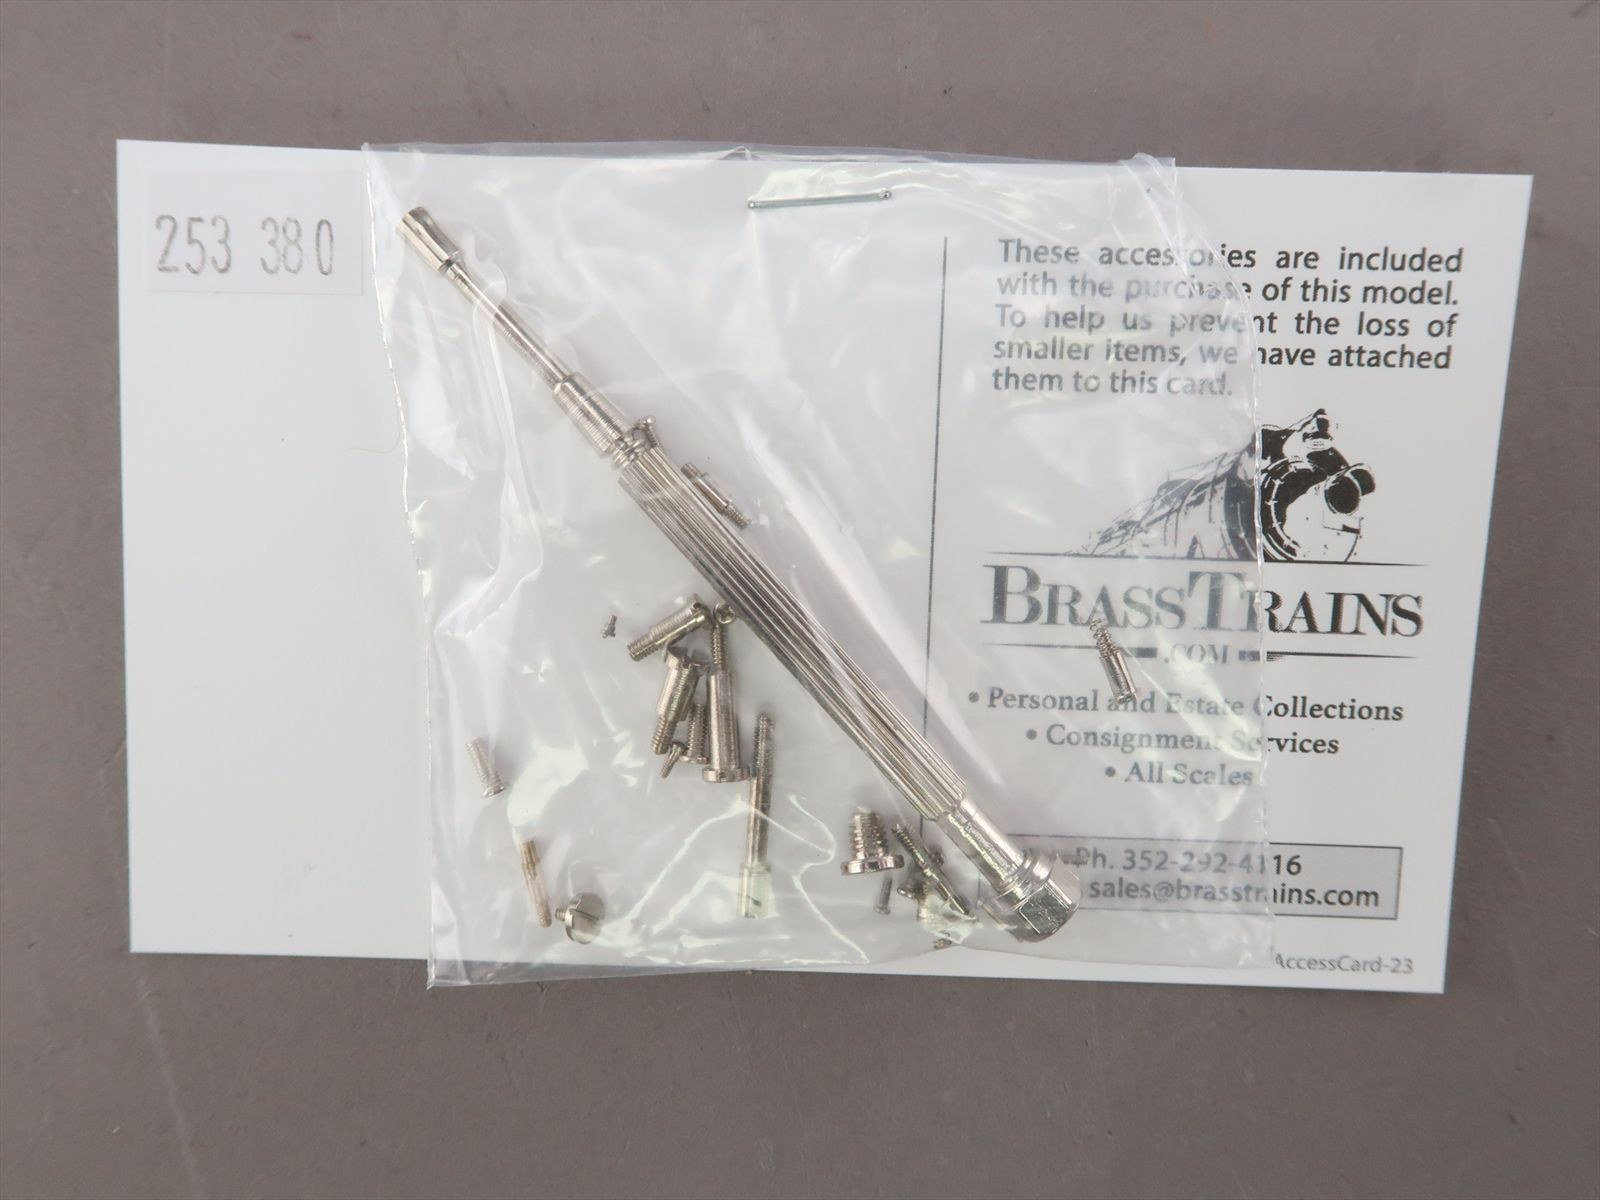 253 380
These accessories are included
with the purchase of this model.
To help us prevent the loss of
smaller items, we have attached
them to this card.
BRASSTRAINS
.COM
• Personal and Estate Collections
• Consignment Services
• All Scales
Ph. 352-292-4116
sales@brasstrains.com
AccessCard-23